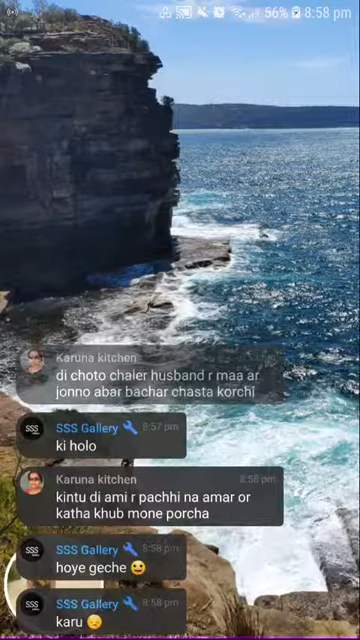 56% 8:58 pm
Karuna kitchen
di choto chaler husband r maa ar
jonno abar bachar chasta korchi
SSS Gallery 8:57 pm
ki holo
Karuna kitchen 8:58 pm
kintu di ami r pachhi na amar or
katha khub mone porcha
SSS SSS Gallery 8:58 pm
hoye geche
SSS SSS Gallery 8:58 pm
karu